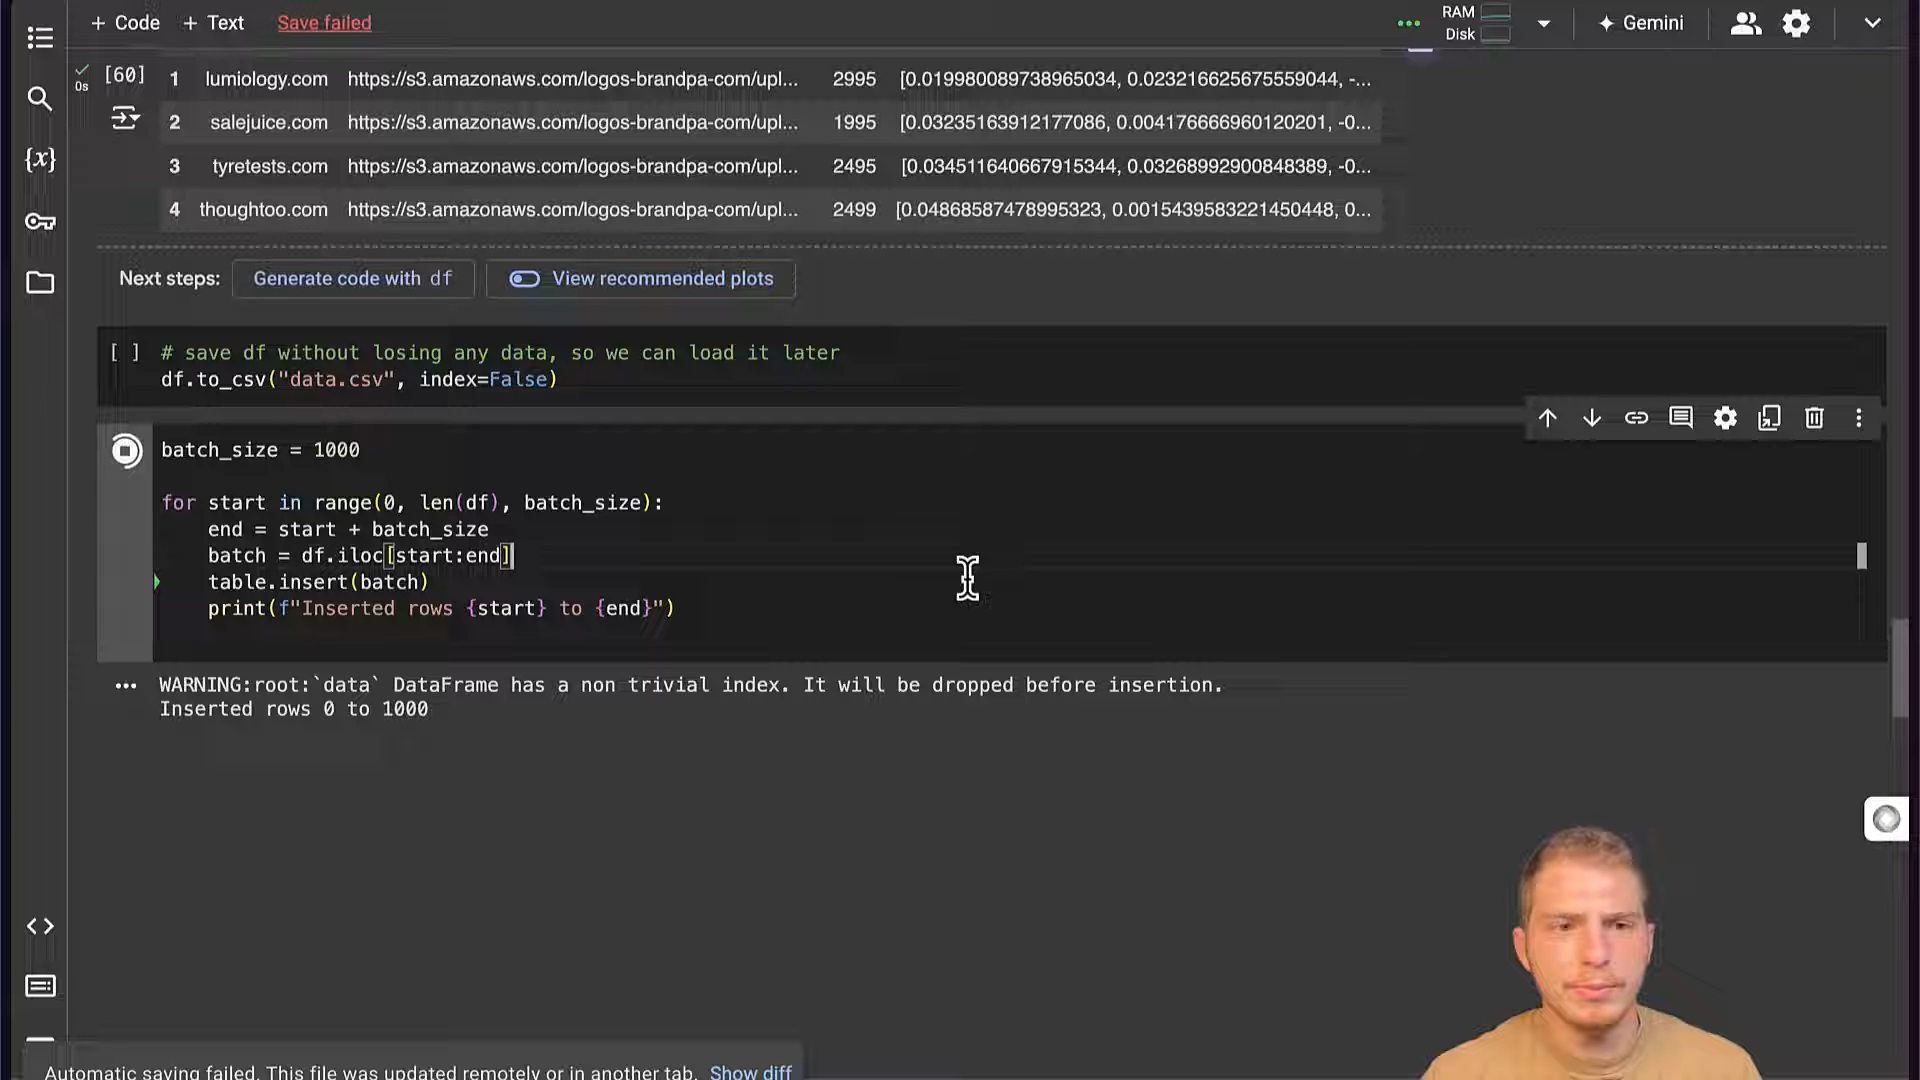 + Code + Text Save failed RAM Disk Gemini
[60] 0s 1 lumiology.com https://s3.amazonaws.com/logos-brandpa-com/upl... 2995 [0.019980089738965034, 0.023216625675559044, -...
2 salejuice.com https://s3.amazonaws.com/logos-brandpa-com/upl... 1995 [0.03235163912177086, 0.004176666960120201, -0...
3 tyretests.com https://s3.amazonaws.com/logos-brandpa-com/upl... 2495 [0.034511640667915344, 0.03268992900848389, -0...
4 thoughtoo.com https://s3.amazonaws.com/logos-brandpa-com/upl... 2499 [0.04868587478995323, 0.0015439583221450448, 0...
Next steps: Generate code with df View recommended plots
[ ] # save df without losing any data, so we can load it later
df.to_csv("data.csv", index=False)
batch_size = 1000
for start in range(0, len(df), batch_size):
end = start + batch_size
batch = df.iloc[start:end]
table.insert(batch)
print(f"Inserted rows {start} to {end}")
WARNING:root:`data` DataFrame has a non trivial index. It will be dropped before insertion.
Inserted rows 0 to 1000
Automatic saving failed. This file was updated remotely or in another tab. Show diff